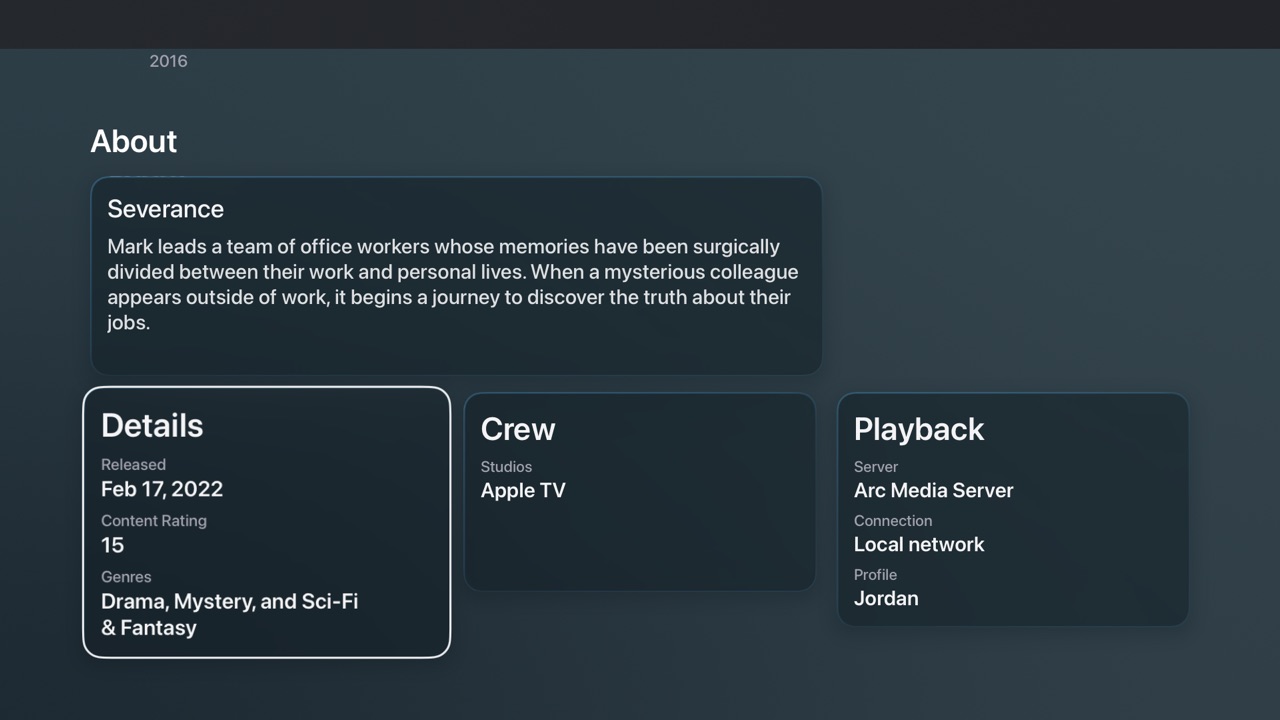 2016
About
Severance
Mark leads a team of office workers whose memories have been surgically
divided between their work and personal lives. When a mysterious colleague
appears outside of work, it begins a journey to discover the truth about their
jobs.
Details
Released
Feb 17, 2022
Content Rating
15
Genres
Drama, Mystery, and Sci-Fi
& Fantasy
Crew
Studios
Apple TV
Playback
Server
Arc Media Server
Connection
Local network
Profile
Jordan